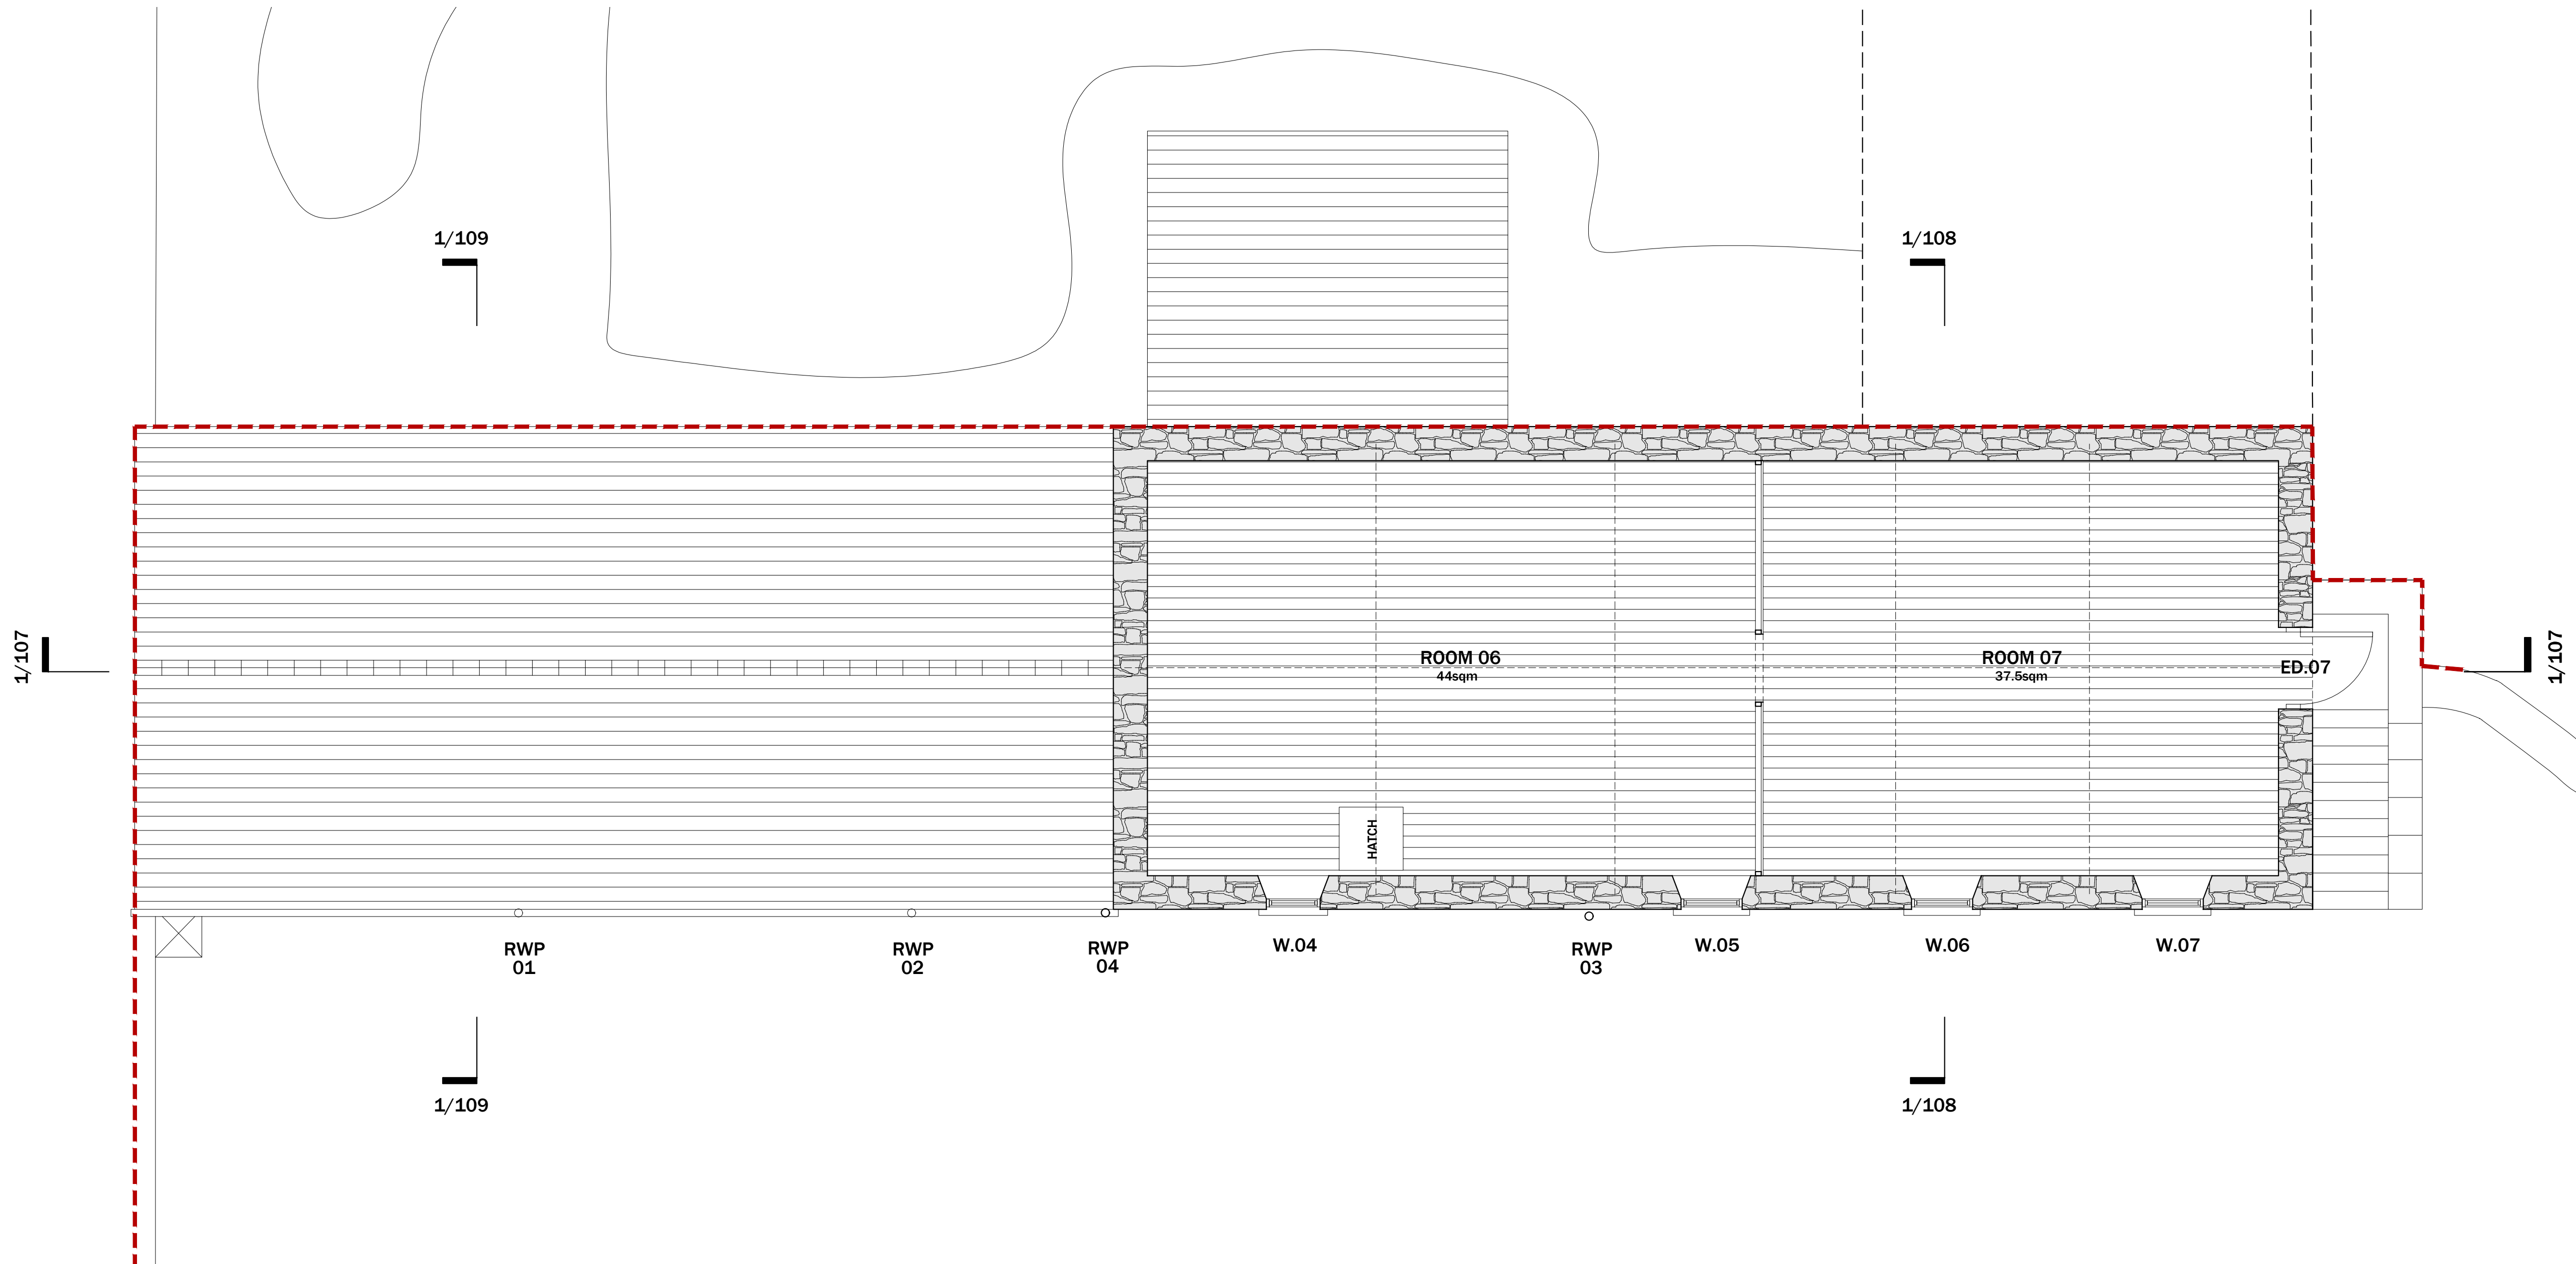 1/109
1/108
1/107
1/107
ROOM 06
44sqm
ROOM 07
37.5sqm
ED.07
HATCH
RWP
01
RWP
02
RWP
04
W.04
RWP
03
W.05
W.06
W.07
1/109
1/108